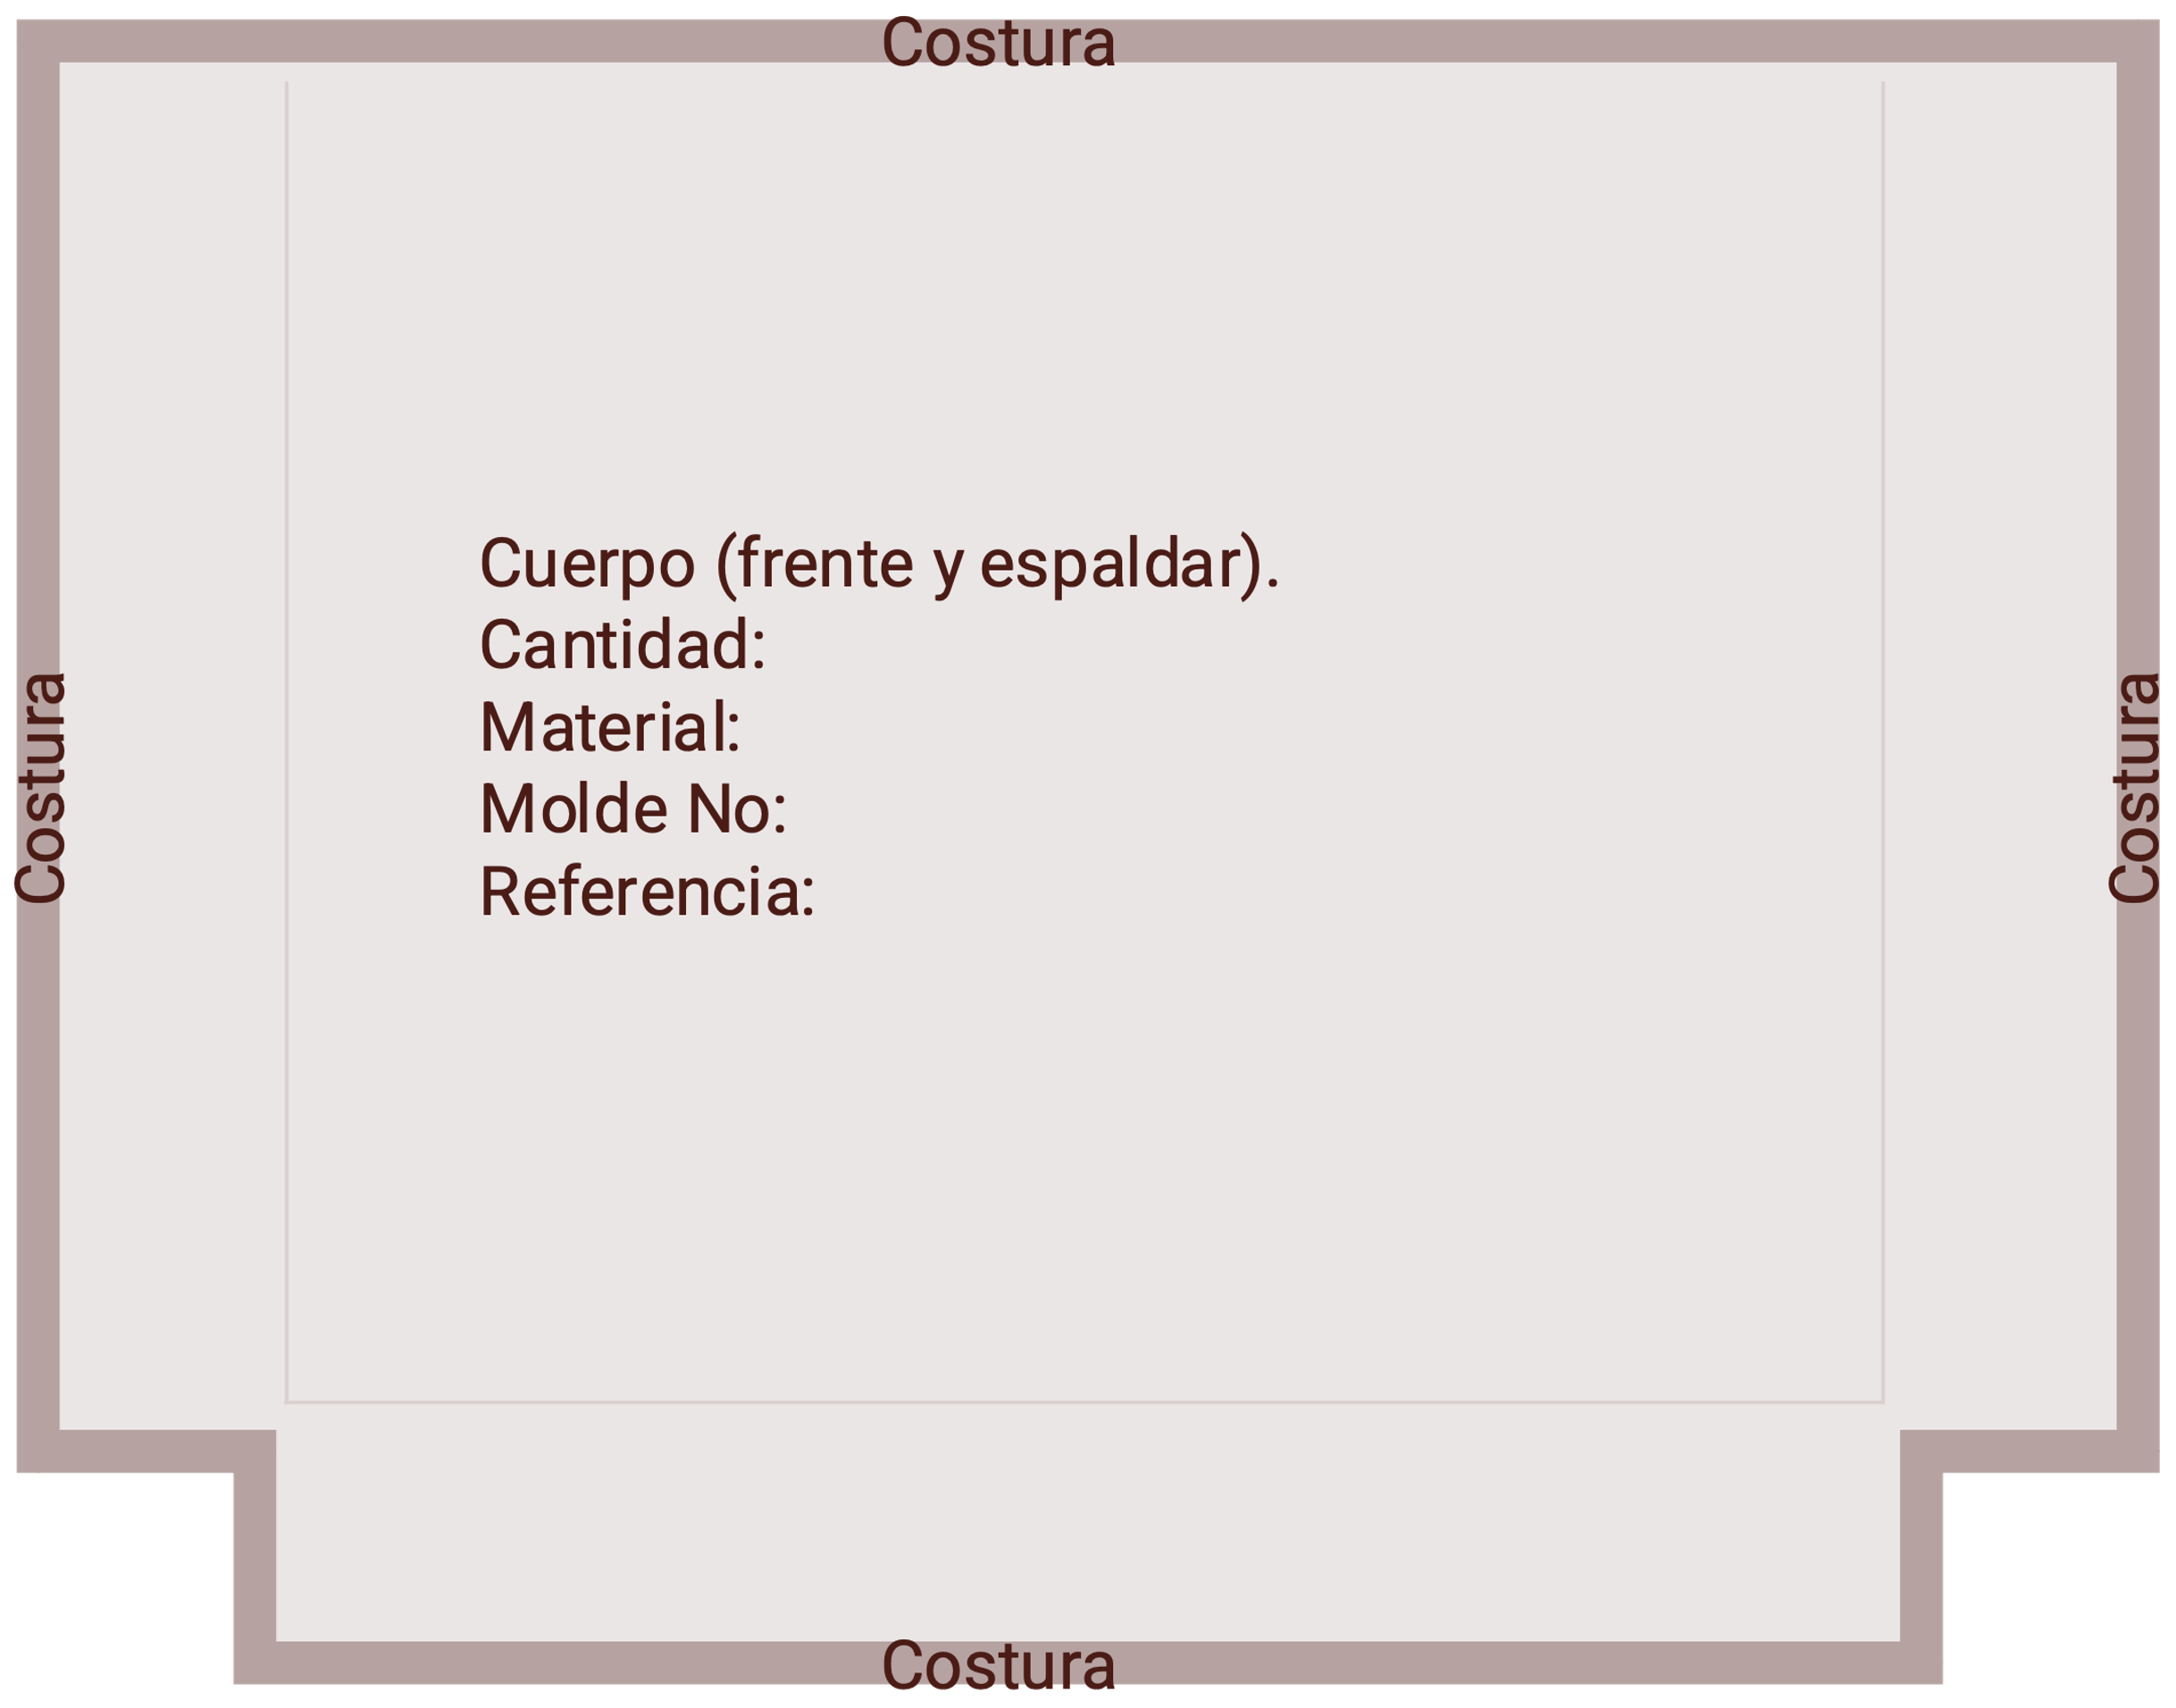 Costura
Cuerpo (frente y espaldar).
Cantidad:
Material:
Molde No:
Referencia:
Costura
Costura
Costura